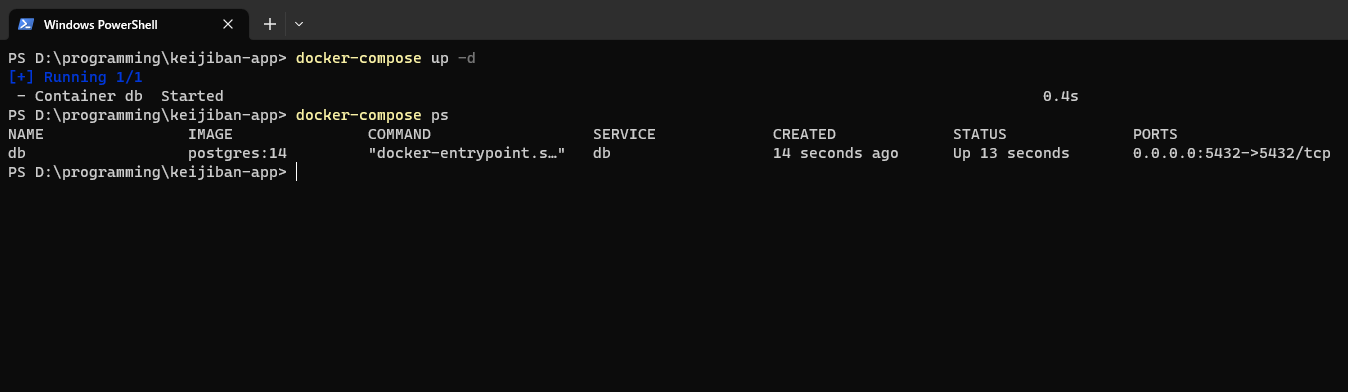 Windows PowerShell
PS D:\programming\keijiban-app> docker-compose up -d
[+] Running 1/1
- Container db  Started 0.4s
PS D:\programming\keijiban-app> docker-compose ps
NAME IMAGE COMMAND SERVICE CREATED STATUS PORTS
db postgres:14 "docker-entrypoint.s…" db 14 seconds ago Up 13 seconds 0.0.0.0:5432->5432/tcp
PS D:\programming\keijiban-app>